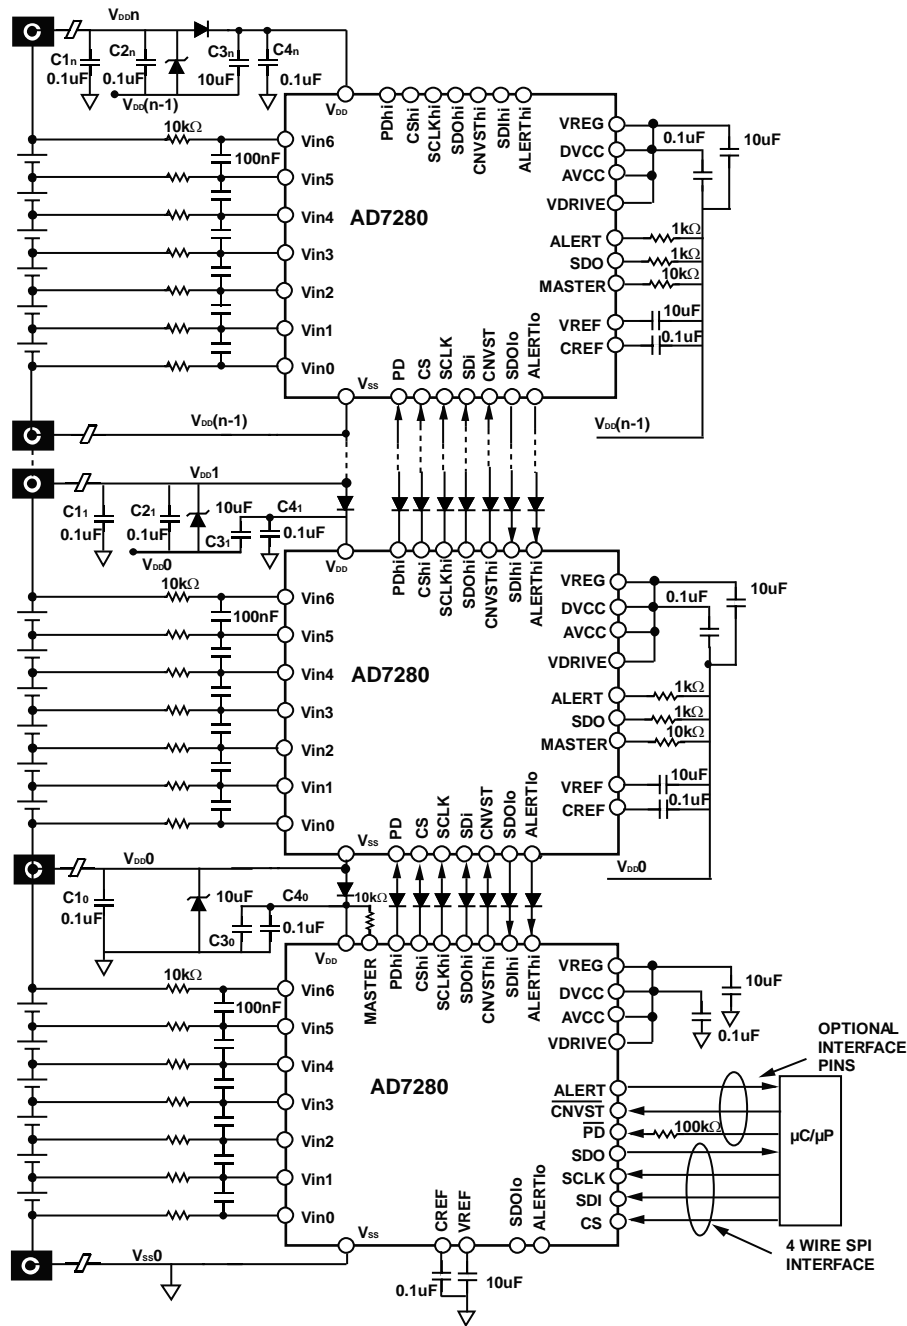 VDDn
C1n
0.1uF
C2n
0.1uF
C3n
10uF
C4n
0.1uF
VDD(n-1)
VDD
PDhi
CShi
SCLKhi
SDOhi
CNVSThi
SDIhi
ALERThi
10kΩ
100nF
Vin6
Vin5
Vin4
Vin3
Vin2
Vin1
Vin0
AD7280
VREG
DVCC
AVCC
VDRIVE
ALERT
SDO
MASTER
VREF
CREF
0.1uF
10uF
1kΩ
1kΩ
10kΩ
10uF
0.1uF
VSS
PD
CS
SCLK
SDi
CNVST
SDOlo
ALERTlo
VDD(n-1)
VDD(n-1)
VDD1
C11
0.1uF
C21
0.1uF
10uF
C31
C41
0.1uF
VDD0
VDD
PDhi
CShi
SCLKhi
SDOhi
CNVSThi
SDIhi
ALERThi
10kΩ
100nF
Vin6
Vin5
Vin4
Vin3
Vin2
Vin1
Vin0
AD7280
VREG
DVCC
AVCC
VDRIVE
ALERT
SDO
MASTER
VREF
CREF
0.1uF
10uF
1kΩ
1kΩ
10kΩ
10uF
0.1uF
VSS
PD
CS
SCLK
SDi
CNVST
SDOlo
ALERTlo
VDD0
VDD0
C10
0.1uF
10uF
C30
C40
0.1uF
10kΩ
VDD
MASTER
PDhi
CShi
SCLKhi
SDOhi
CNVSThi
SDIhi
ALERThi
10kΩ
100nF
Vin6
Vin5
Vin4
Vin3
Vin2
Vin1
Vin0
AD7280
VREG
DVCC
AVCC
VDRIVE
10uF
0.1uF
OPTIONAL
INTERFACE
PINS
ALERT
CNVST
PD
SDO
SCLK
SDI
CS
100kΩ
µC/µP
4 WIRE SPI
INTERFACE
VSS
CREF
VREF
SDOlo
ALERTlo
VSS0
0.1uF
10uF